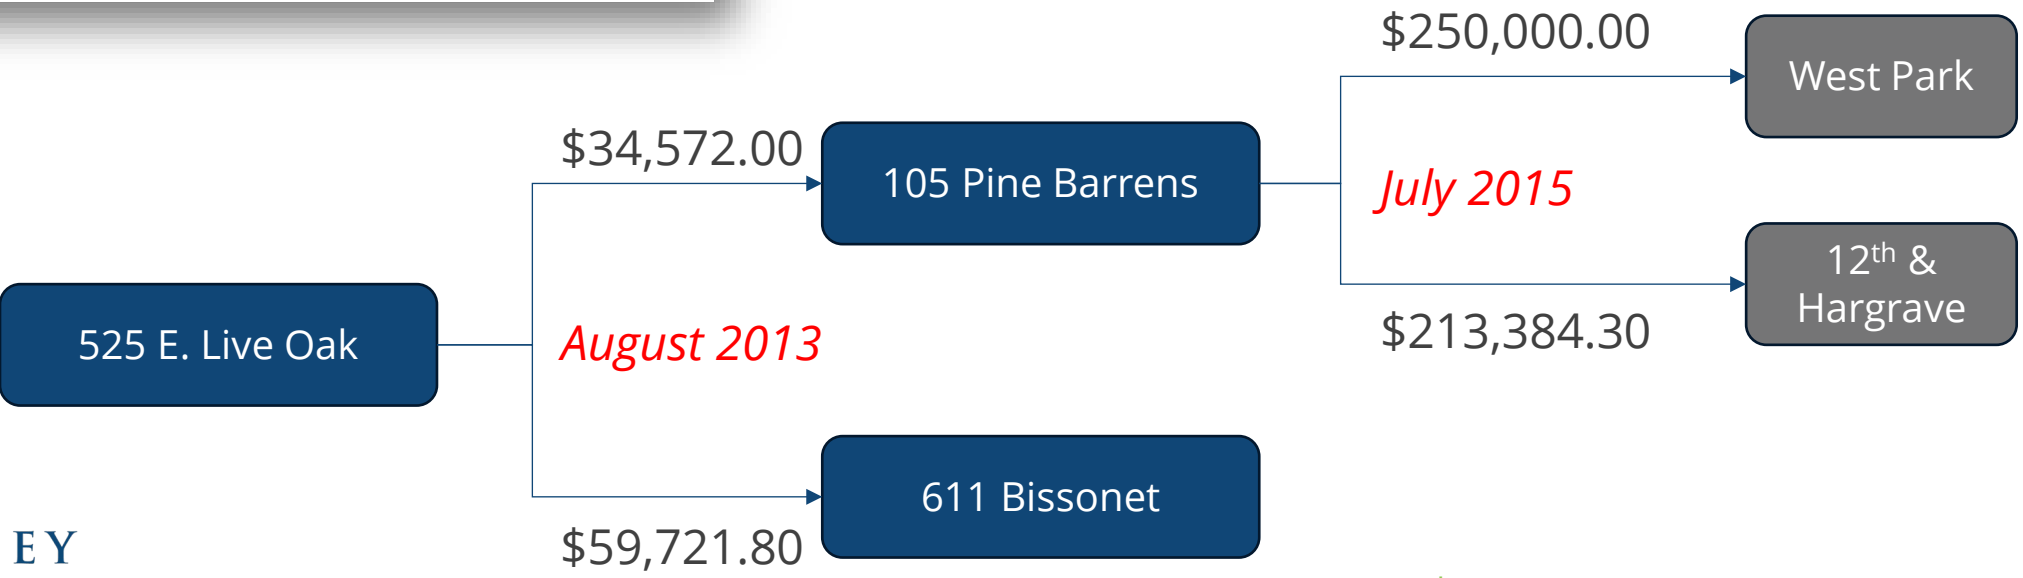 $250,000.00
West Park
$34,572.00
105 Pine Barrens
July 2015
12th &
Hargrave
$213,384.30
525 E. Live Oak
August 2013
611 Bissonet
$59,721.80
EY